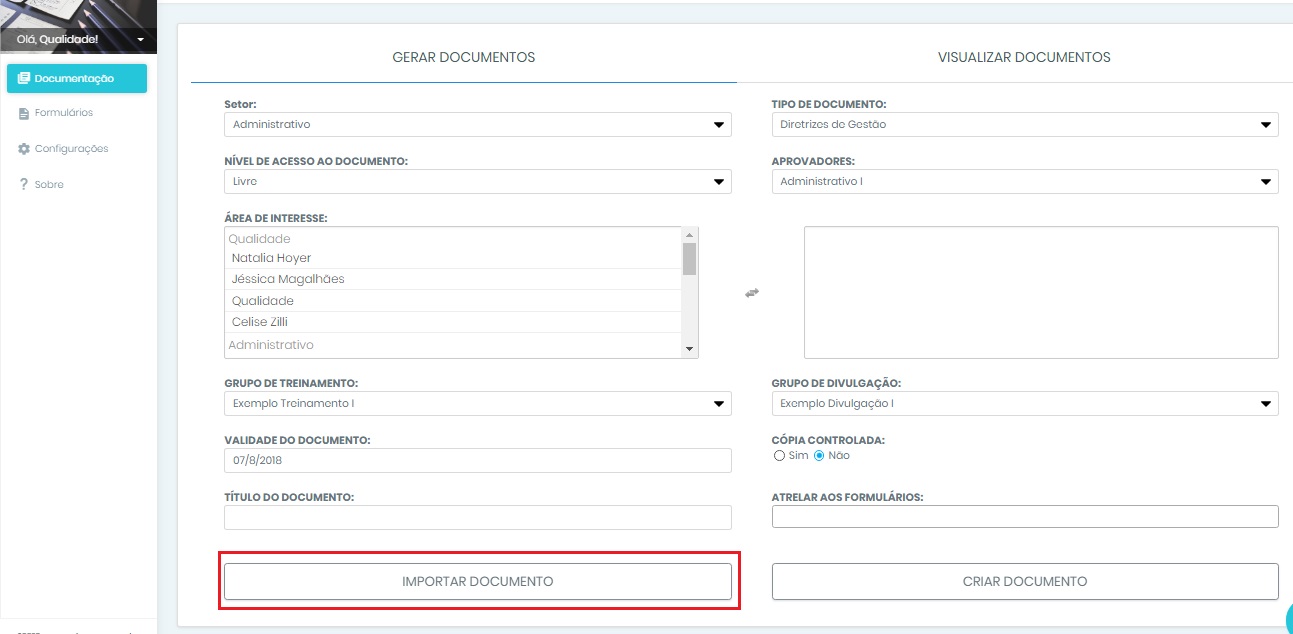 Olá, Qualidade!
Documentação
Formulários
Configurações
Sobre
GERAR DOCUMENTOS
VISUALIZAR DOCUMENTOS
Setor:
Administrativo
TIPO DE DOCUMENTO:
Diretrizes de Gestão
NÍVEL DE ACESSO AO DOCUMENTO:
Livre
APROVADORES:
Administrativo I
ÁREA DE INTERESSE:
Qualidade
Natalia Hoyer
Jéssica Magalhães
Qualidade
Celise Zilli
Administrativo
GRUPO DE TREINAMENTO:
Exemplo Treinamento I
GRUPO DE DIVULGAÇÃO:
Exemplo Divulgação I
VALIDADE DO DOCUMENTO:
07/8/2018
CÓPIA CONTROLADA:
Sim Não
TÍTULO DO DOCUMENTO:
ATRELAR AOS FORMULÁRIOS:
IMPORTAR DOCUMENTO
CRIAR DOCUMENTO